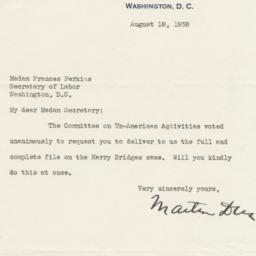 WASHINGTON, D. C.
August 18, 1938
Madam Frances Perkins
Secretary of Labor
Washington, D.C.
My dear Madam Secretary:
The Committee on Un-American Activities voted
unanimously to request you to deliver to us the full and
complete file on the Harry Bridges case. Will you kindly
do this at once.
Very sincerely yours,
Martin Dies